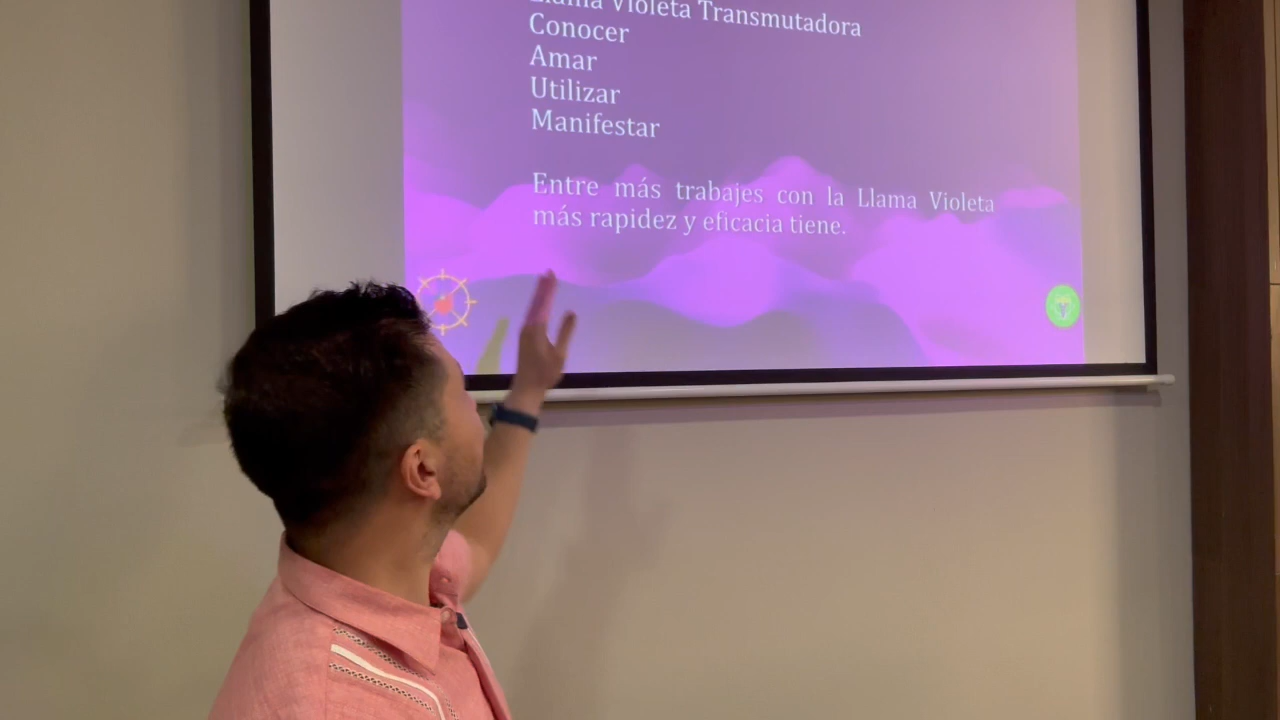 Llama Violeta Transmutadora
Conocer
Amar
Utilizar
Manifestar
Entre más trabajes con la Llama Violeta
más rapidez y eficacia tiene.